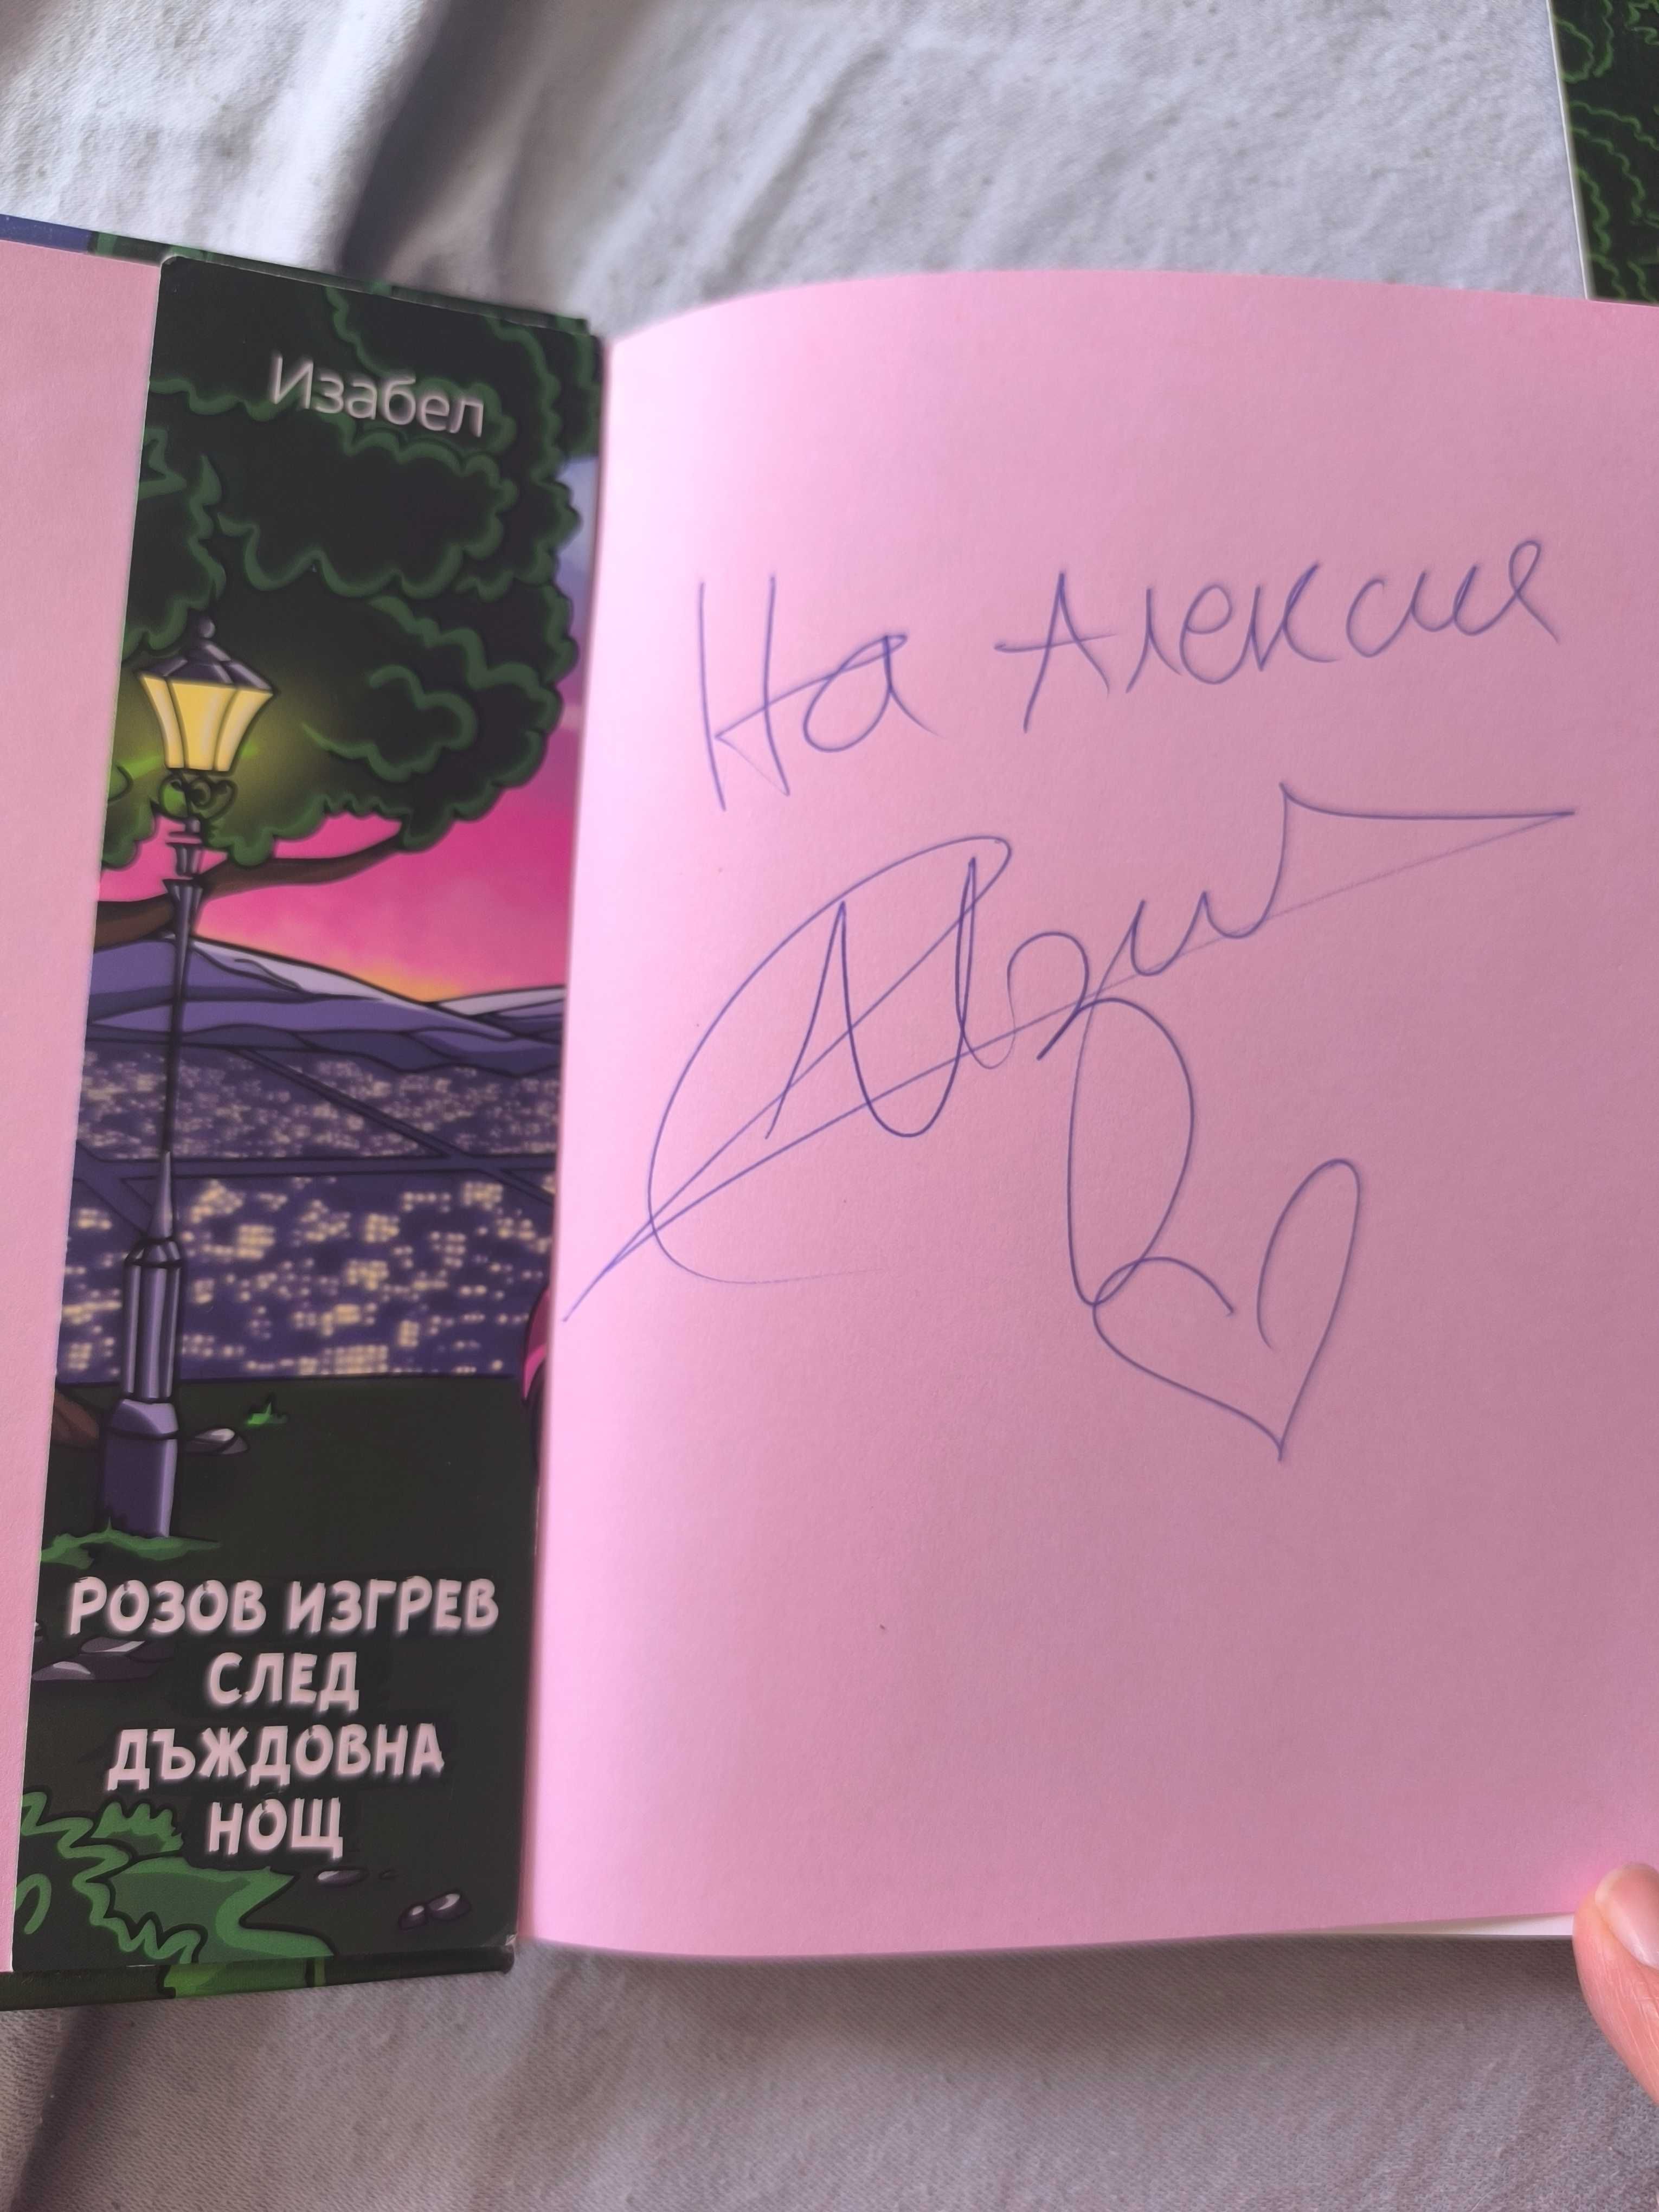 Изабел
РОЗОВ ИЗГРЕВ
СЛЕД
ДЪЖДОВНА
НОЩ
На Алексия